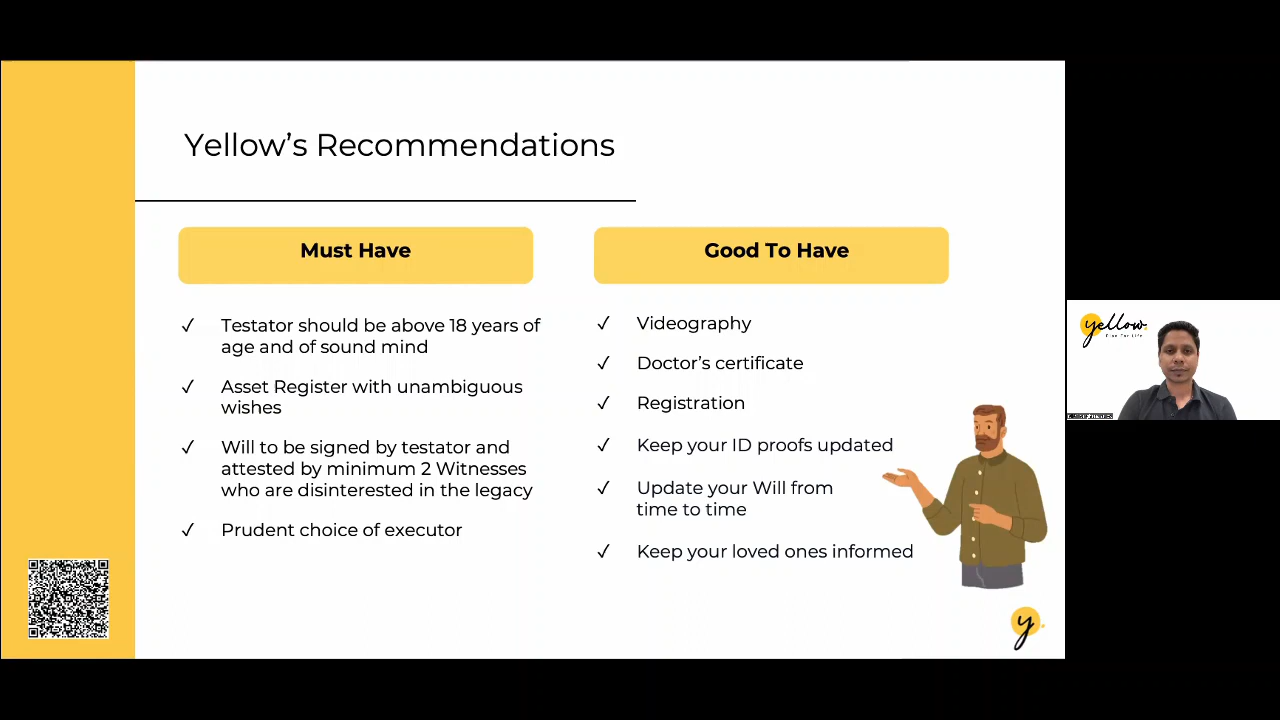 Yellow's Recommendations
Must Have
✓ Testator should be above 18 years of
age and of sound mind
✓ Asset Register with unambiguous
wishes
✓ Will to be signed by testator and
attested by minimum 2 Witnesses
who are disinterested in the legacy
✓ Prudent choice of executor
Good To Have
✓ Videography
✓ Doctor's certificate
✓ Registration
✓ Keep your ID proofs updated
✓ Update your Will from
time to time
✓ Keep your loved ones informed
y.
yellow.